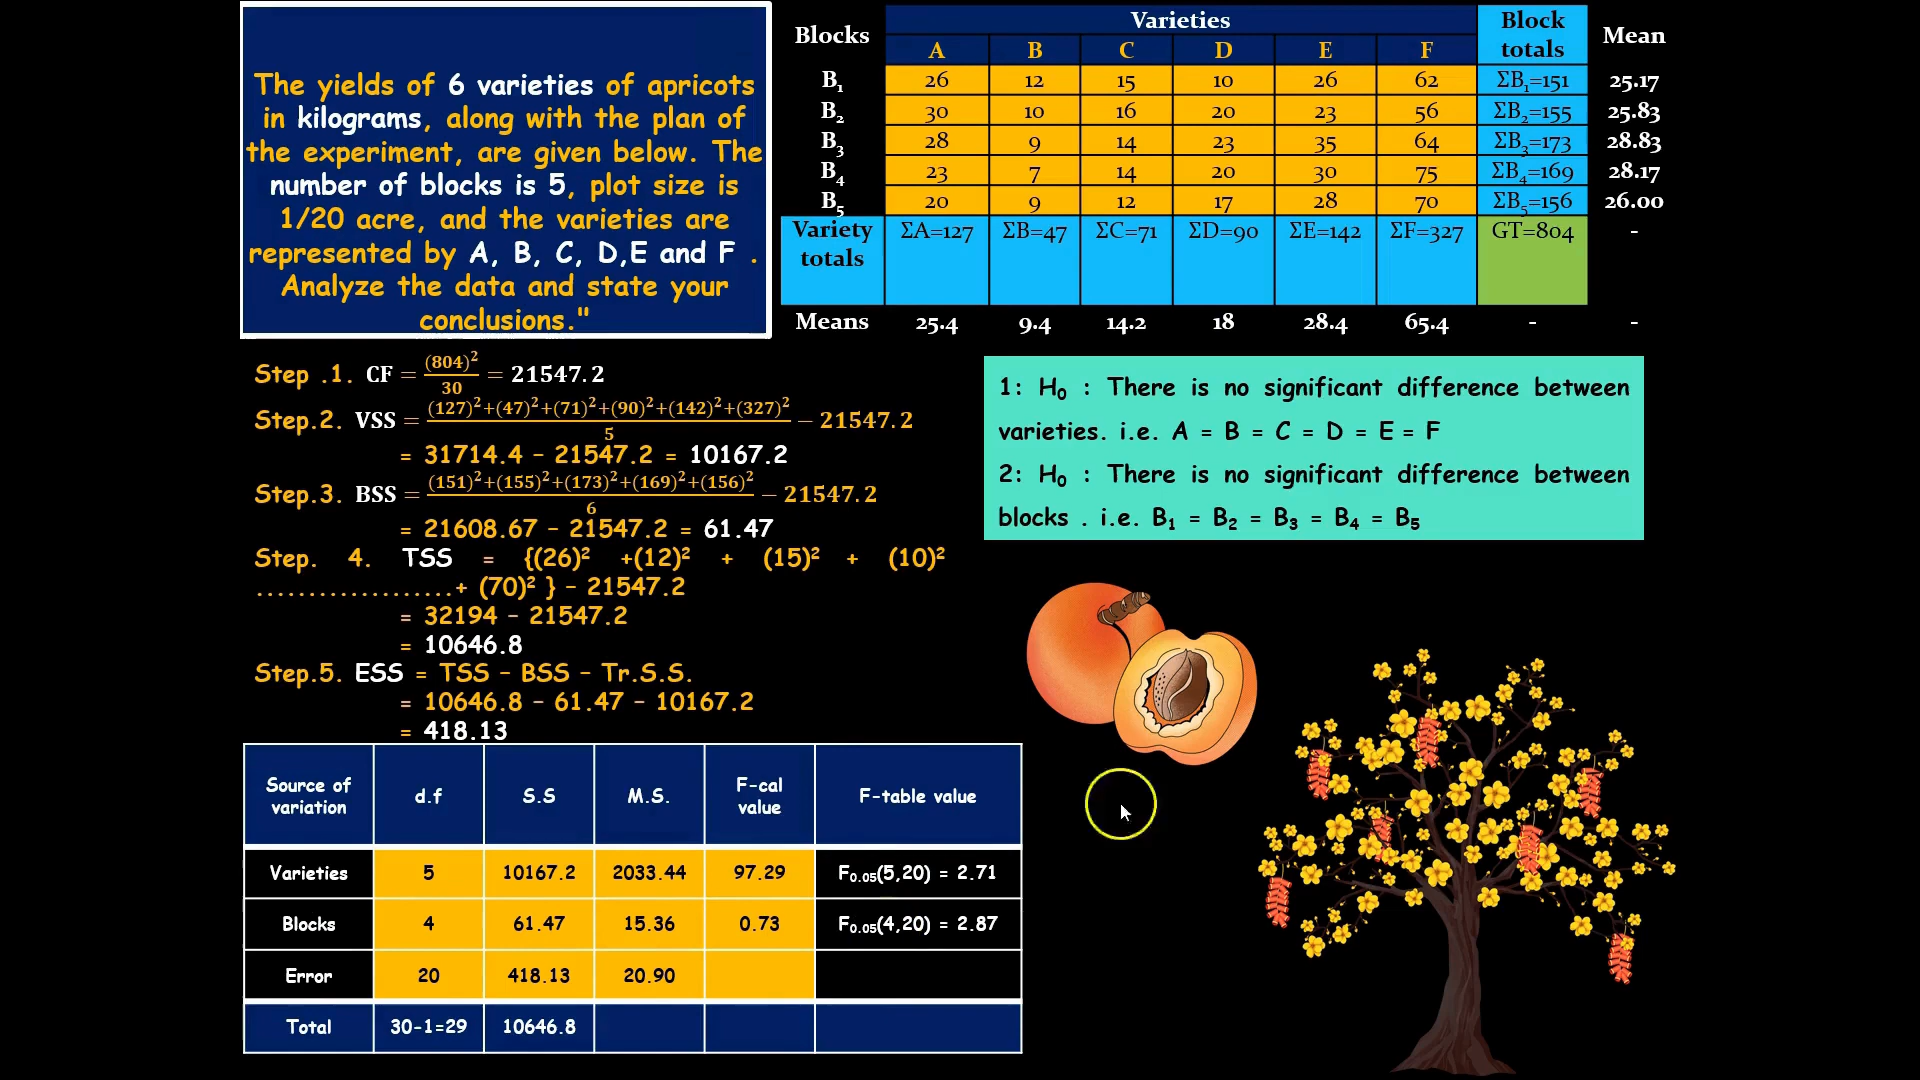 The yields of 6 varieties of apricots
in kilograms, along with the plan of
the experiment, are given below. The
number of blocks is 5, plot size is
1/20 acre, and the varieties are
represented by A, B, C, D,E and F .
Analyze the data and state your
conclusions."
Blocks Varieties Block totals Mean
A B C D E F
B₁ 26 12 15 10 26 62 ΣB₁=151 25.17
B₂ 30 10 16 20 23 56 ΣB₂=155 25.83
B₃ 28 9 14 23 35 64 ΣB₃=173 28.83
B₄ 23 7 14 20 30 75 ΣB₄=169 28.17
B₅ 20 9 12 17 28 70 ΣB₅=156 26.00
Variety totals ΣA=127 ΣB=47 ΣC=71 ΣD=90 ΣE=142 ΣF=327 GT=804 -
Means 25.4 9.4 14.2 18 28.4 65.4 - -
Step .1. CF = (804)²/30 = 21547.2
Step.2. VSS = (127)²+(47)²+(71)²+(90)²+(142)²+(327)²/5 − 21547.2
= 31714.4 − 21547.2 = 10167.2
Step.3. BSS = (151)²+(155)²+(173)²+(169)²+(156)²/6 − 21547.2
= 21608.67 − 21547.2 = 61.47
Step. 4. TSS = {(26)² +(12)² + (15)² + (10)²
...................+ (70)² } − 21547.2
= 32194 − 21547.2
= 10646.8
Step.5. ESS = TSS − BSS − Tr.S.S.
= 10646.8 − 61.47 − 10167.2
= 418.13
1: H₀ : There is no significant difference between
varieties. i.e. A = B = C = D = E = F
2: H₀ : There is no significant difference between
blocks . i.e. B₁ = B₂ = B₃ = B₄ = B₅
Source of variation d.f S.S M.S. F-cal value F-table value
Varieties 5 10167.2 2033.44 97.29 F₀.₀₅(5,20) = 2.71
Blocks 4 61.47 15.36 0.73 F₀.₀₅(4,20) = 2.87
Error 20 418.13 20.90
Total 30-1=29 10646.8